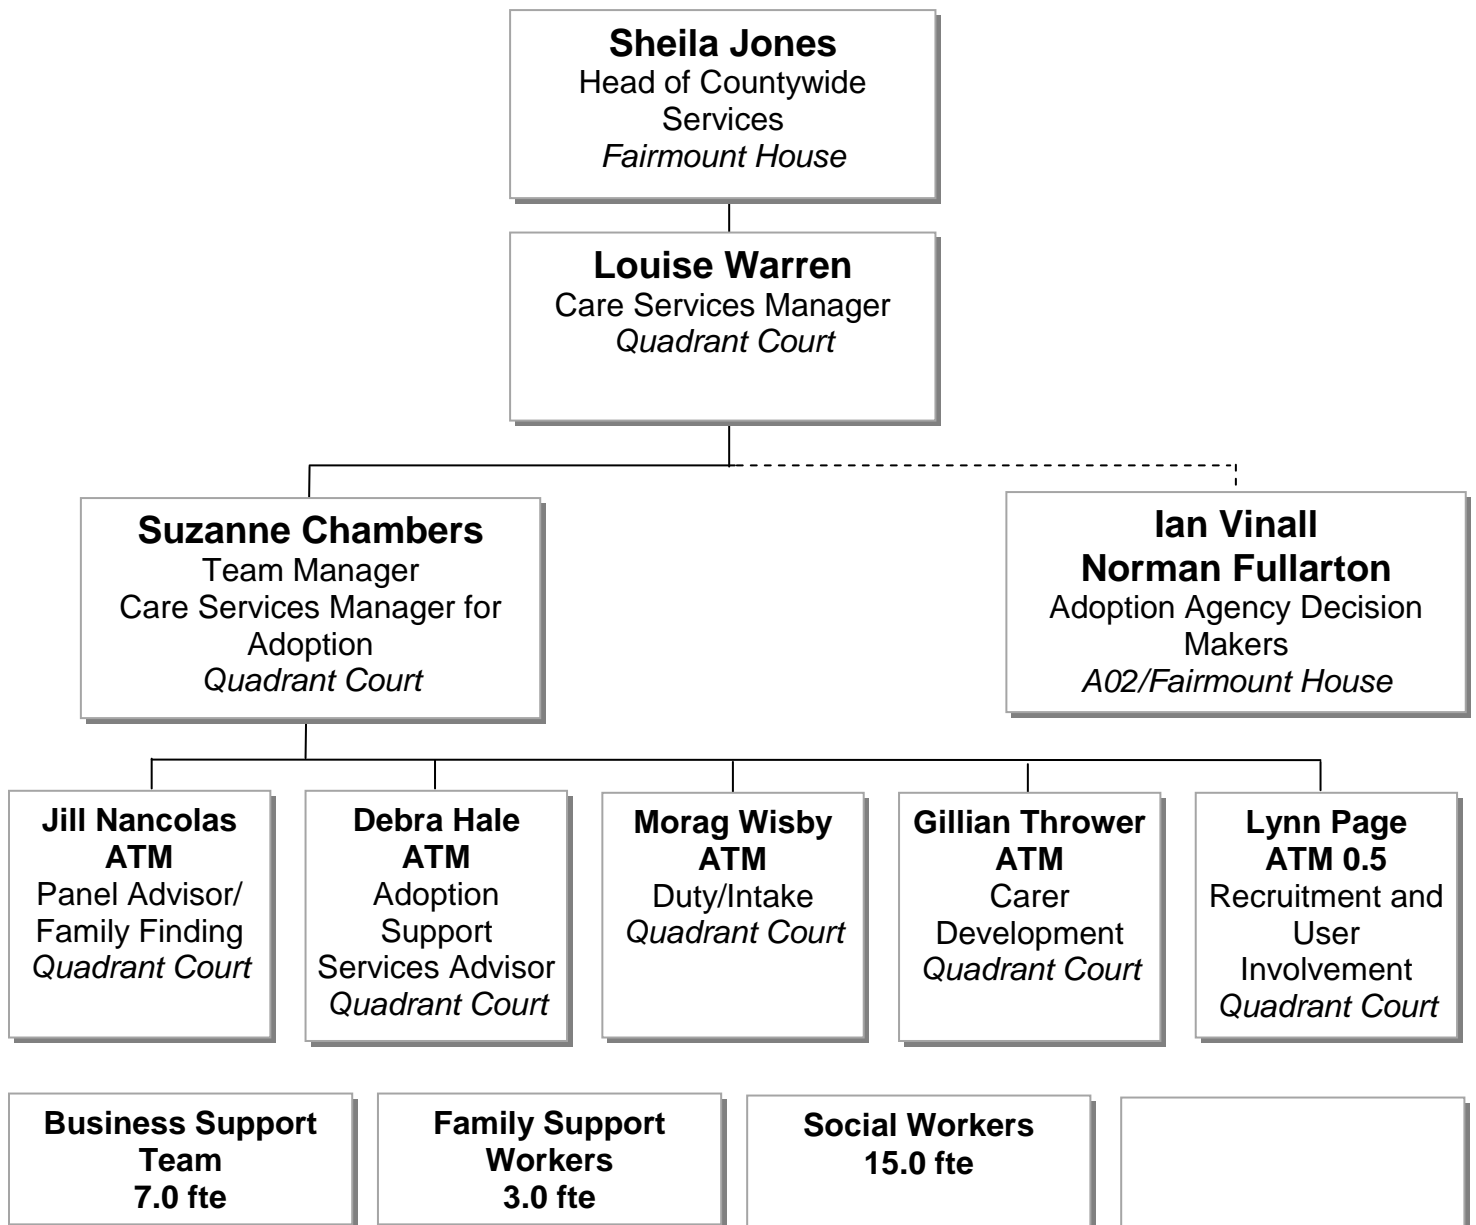 Sheila Jones
Head of Countywide
Services
Fairmount House
Louise Warren
Care Services Manager
Quadrant Court
Suzanne Chambers
Team Manager
Care Services Manager for
Adoption
Quadrant Court
Ian Vinall
Norman Fullarton
Adoption Agency Decision
Makers
A02/Fairmount House
Jill Nancolas
ATM
Panel Advisor/
Family Finding
Quadrant Court
Debra Hale
ATM
Adoption
Support
Services Advisor
Quadrant Court
Morag Wisby
ATM
Duty/Intake
Quadrant Court
Gillian Thrower
ATM
Carer
Development
Quadrant Court
Lynn Page
ATM 0.5
Recruitment and
User
Involvement
Quadrant Court
Business Support
Team
7.0 fte
Family Support
Workers
3.0 fte
Social Workers
15.0 fte